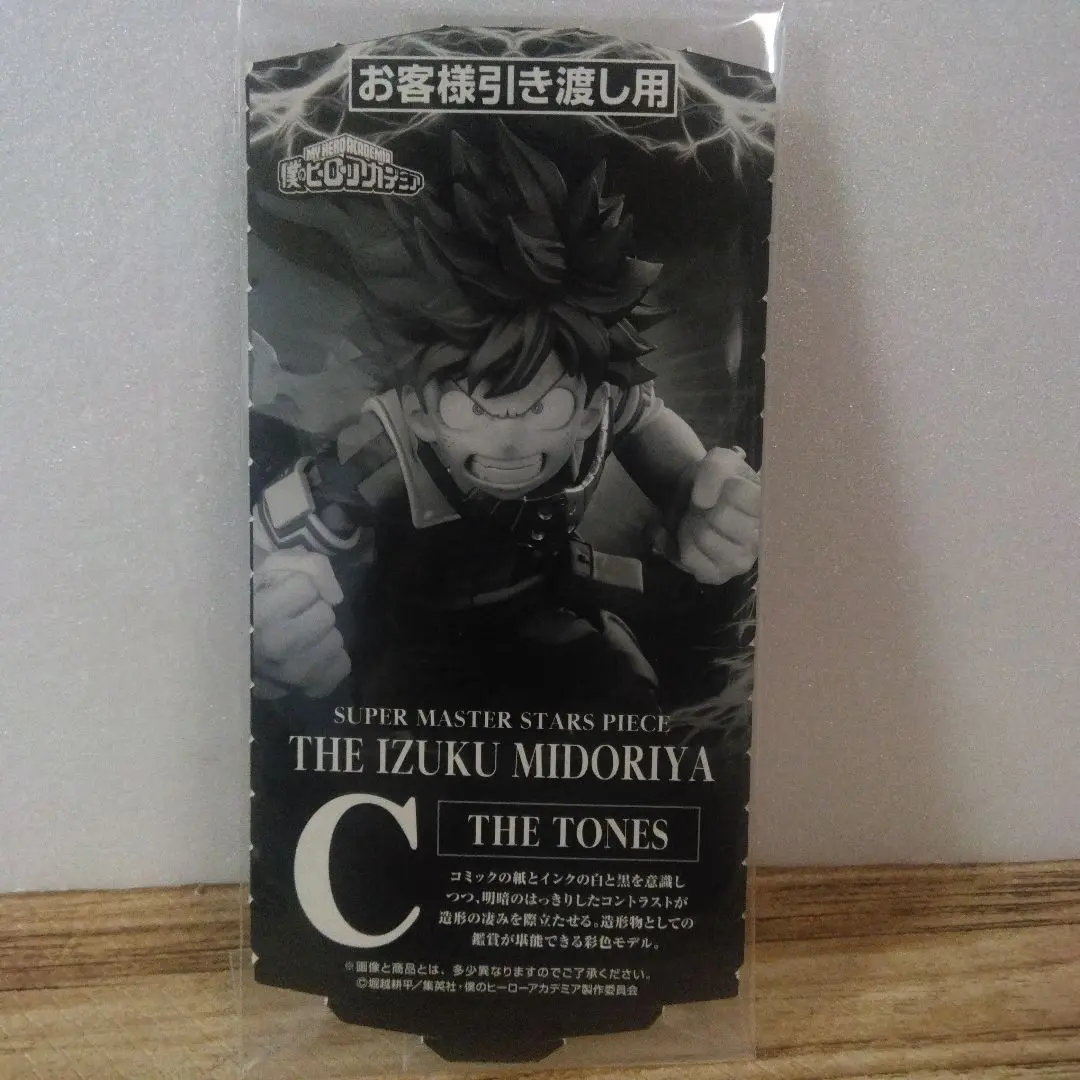 お客様引き渡し用
MY HERO ACADEMIA
僕のヒーローアカデミア
SUPER MASTER STARS PIECE
THE IZUKU MIDORIYA
C
THE TONES
コミックの紙とインクの白と黒を意識し
つつ、明暗のはっきりしたコントラストが
造形の凄みを際立たせる。造形物としての
鑑賞が堪能できる彩色モデル。
※画像と商品とは、多少異なりますのでご了承ください。
©堀越耕平/集英社・僕のヒーローアカデミア製作委員会